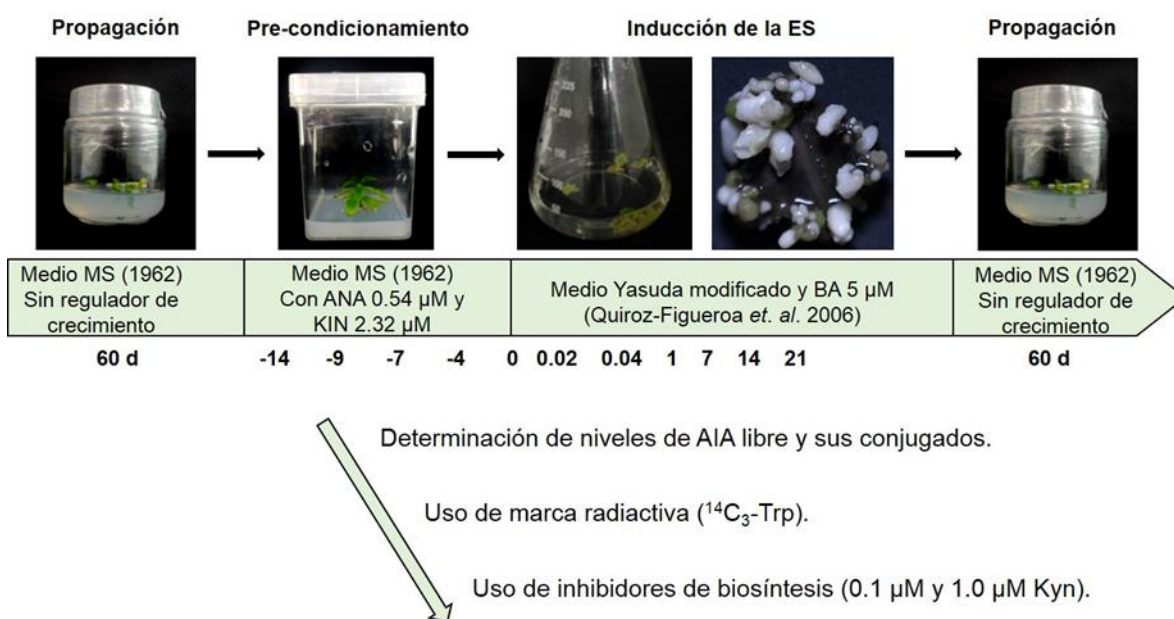 Propagación
Pre-condicionamiento
Inducción de la ES
Propagación
225
200
Medio MS (1962)
Sin regulador de
crecimiento
Medio MS (1962)
Con ANA 0.54 µM y
KIN 2.32 µM
Medio Yasuda modificado y BA 5 µM
(Quiroz-Figueroa et. al. 2006)
Medio MS (1962)
Sin regulador de
crecimiento
60 d
-14 -9 -7 -4 0 0.02 0.04 1 7 14 21
60 d
Determinación de niveles de AIA libre y sus conjugados.
Uso de marca radiactiva (¹⁴C₃-Trp).
Uso de inhibidores de biosíntesis (0.1 µM y 1.0 µM Kyn).